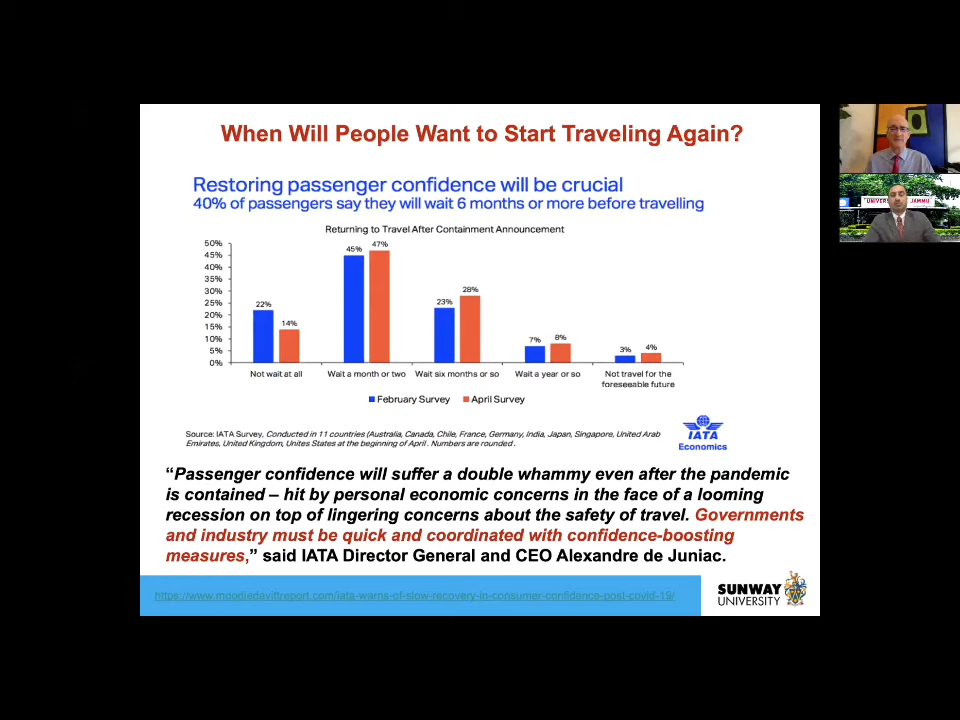 When Will People Want to Start Traveling Again?
Restoring passenger confidence will be crucial
40% of passengers say they will wait 6 months or more before travelling
Returning to Travel After Containment Announcement
50%
45%
40%
35%
30%
25%
20%
15%
10%
5%
0%
22%
14%
45%
47%
23%
28%
7%
8%
3%
4%
Not wait at all
Wait a month or two
Wait six months or so
Wait a year or so
Not travel for the
foreseeable future
February Survey
April Survey
Source: IATA Survey, Conducted in 11 countries (Australia, Canada, Chile, France, Germany, India, Japan, Singapore, United Arab
Emirates, United Kingdom, Unites States at the beginning of April . Numbers are rounded .
IATA
Economics
“Passenger confidence will suffer a double whammy even after the pandemic
is contained – hit by personal economic concerns in the face of a looming
recession on top of lingering concerns about the safety of travel. Governments
and industry must be quick and coordinated with confidence-boosting
measures,” said IATA Director General and CEO Alexandre de Juniac.
https://www.moodiedavittreport.com/iata-warns-of-slow-recovery-in-consumer-confidence-post-covid-19/
SUNWAY
UNIVERSITY
JAMMU